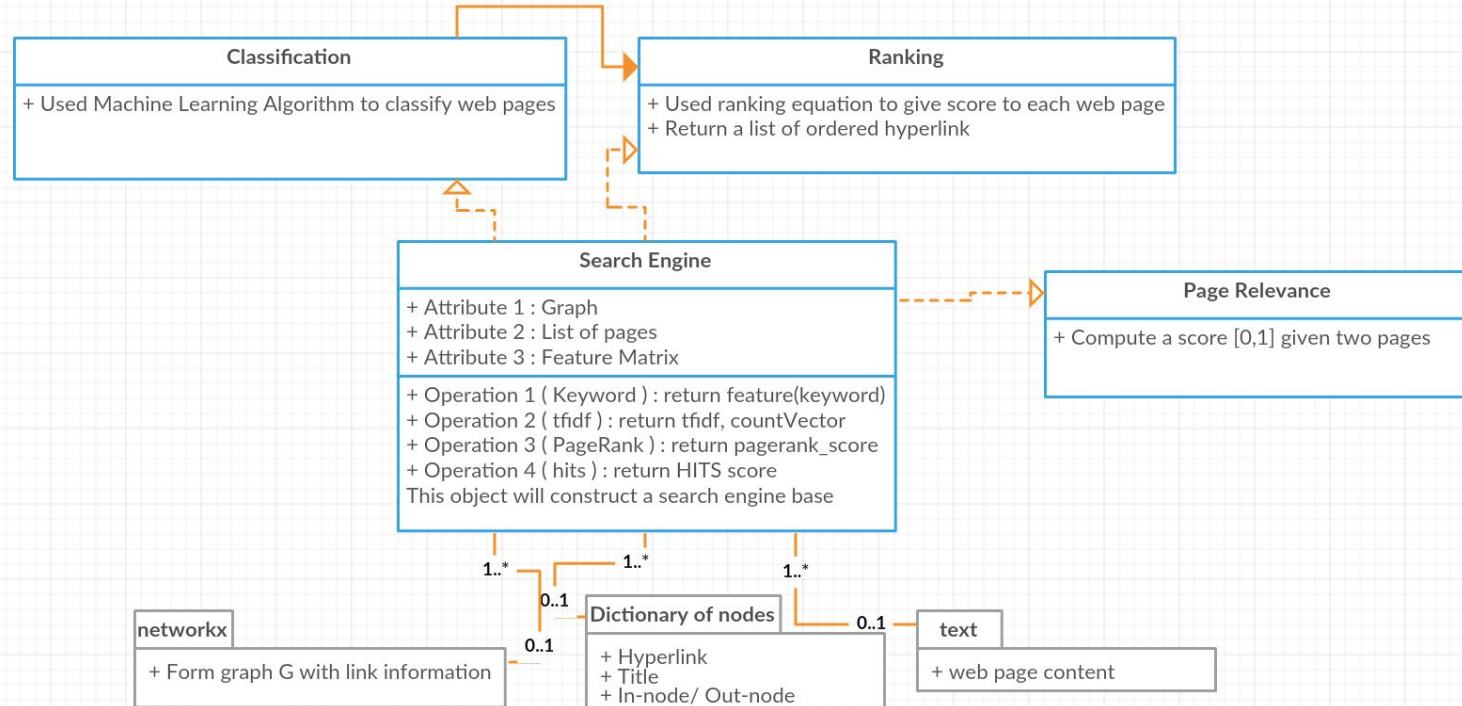 Classification
+ Used Machine Learning Algorithm to classify web pages
Ranking
+ Used ranking equation to give score to each web page
+ Return a list of ordered hyperlink
Search Engine
+ Attribute 1 : Graph
+ Attribute 2 : List of pages
+ Attribute 3 : Feature Matrix
+ Operation 1 ( Keyword ) : return feature(keyword)
+ Operation 2 ( tfidf ) : return tfidf, countVector
+ Operation 3 ( PageRank ) : return pagerank_score
+ Operation 4 ( hits ) : return HITS score
This object will construct a search engine base
Page Relevance
+ Compute a score [0,1] given two pages
1..*
1..*
1..*
0..1
0..1
0..1
networkx
+ Form graph G with link information
Dictionary of nodes
+ Hyperlink
+ Title
+ In-node/ Out-node
text
+ web page content